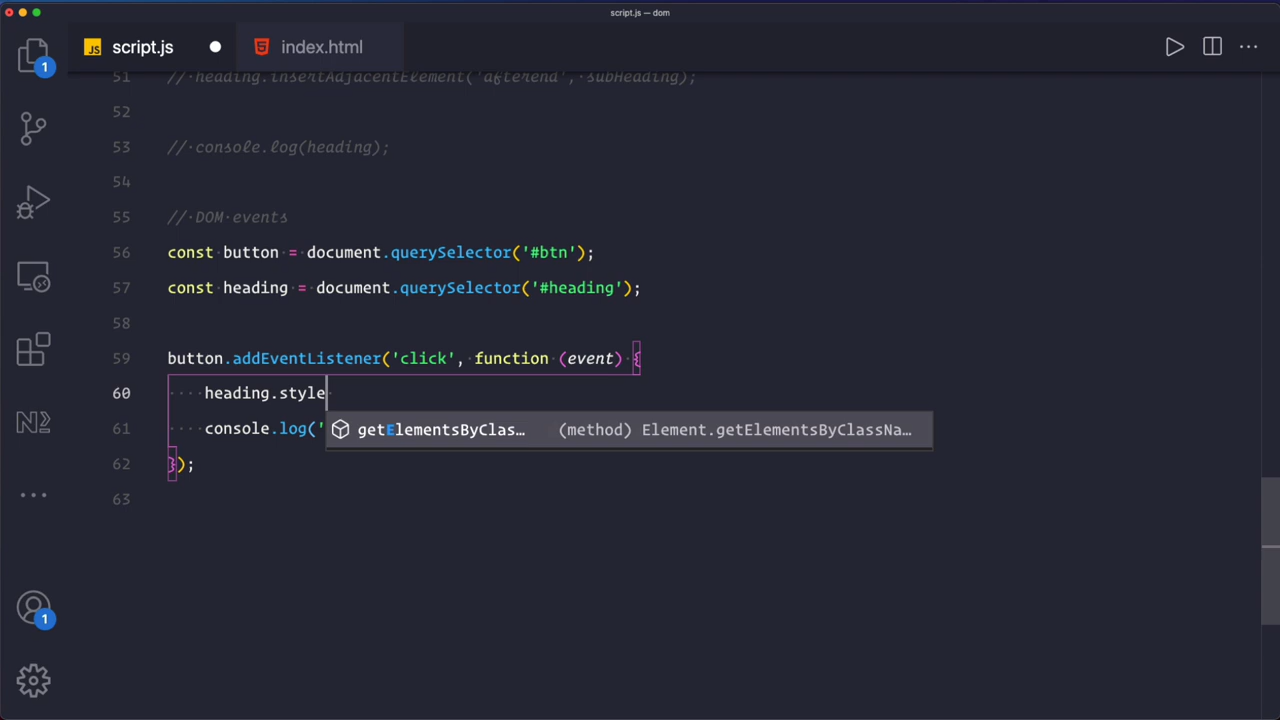 script.js — dom
JS script.js
index.html
1
51 // heading.insertAdjacentElement('afterend', subHeading);
52
53 // console.log(heading);
54
55 // DOM events
56 const button = document.querySelector('#btn');
57 const heading = document.querySelector('#heading');
58
59 button.addEventListener('click', function (event) {
60 heading.style
61 console.log('
getElementsByClas… (method) Element.getElementsByClassNa…
62 });
63
1